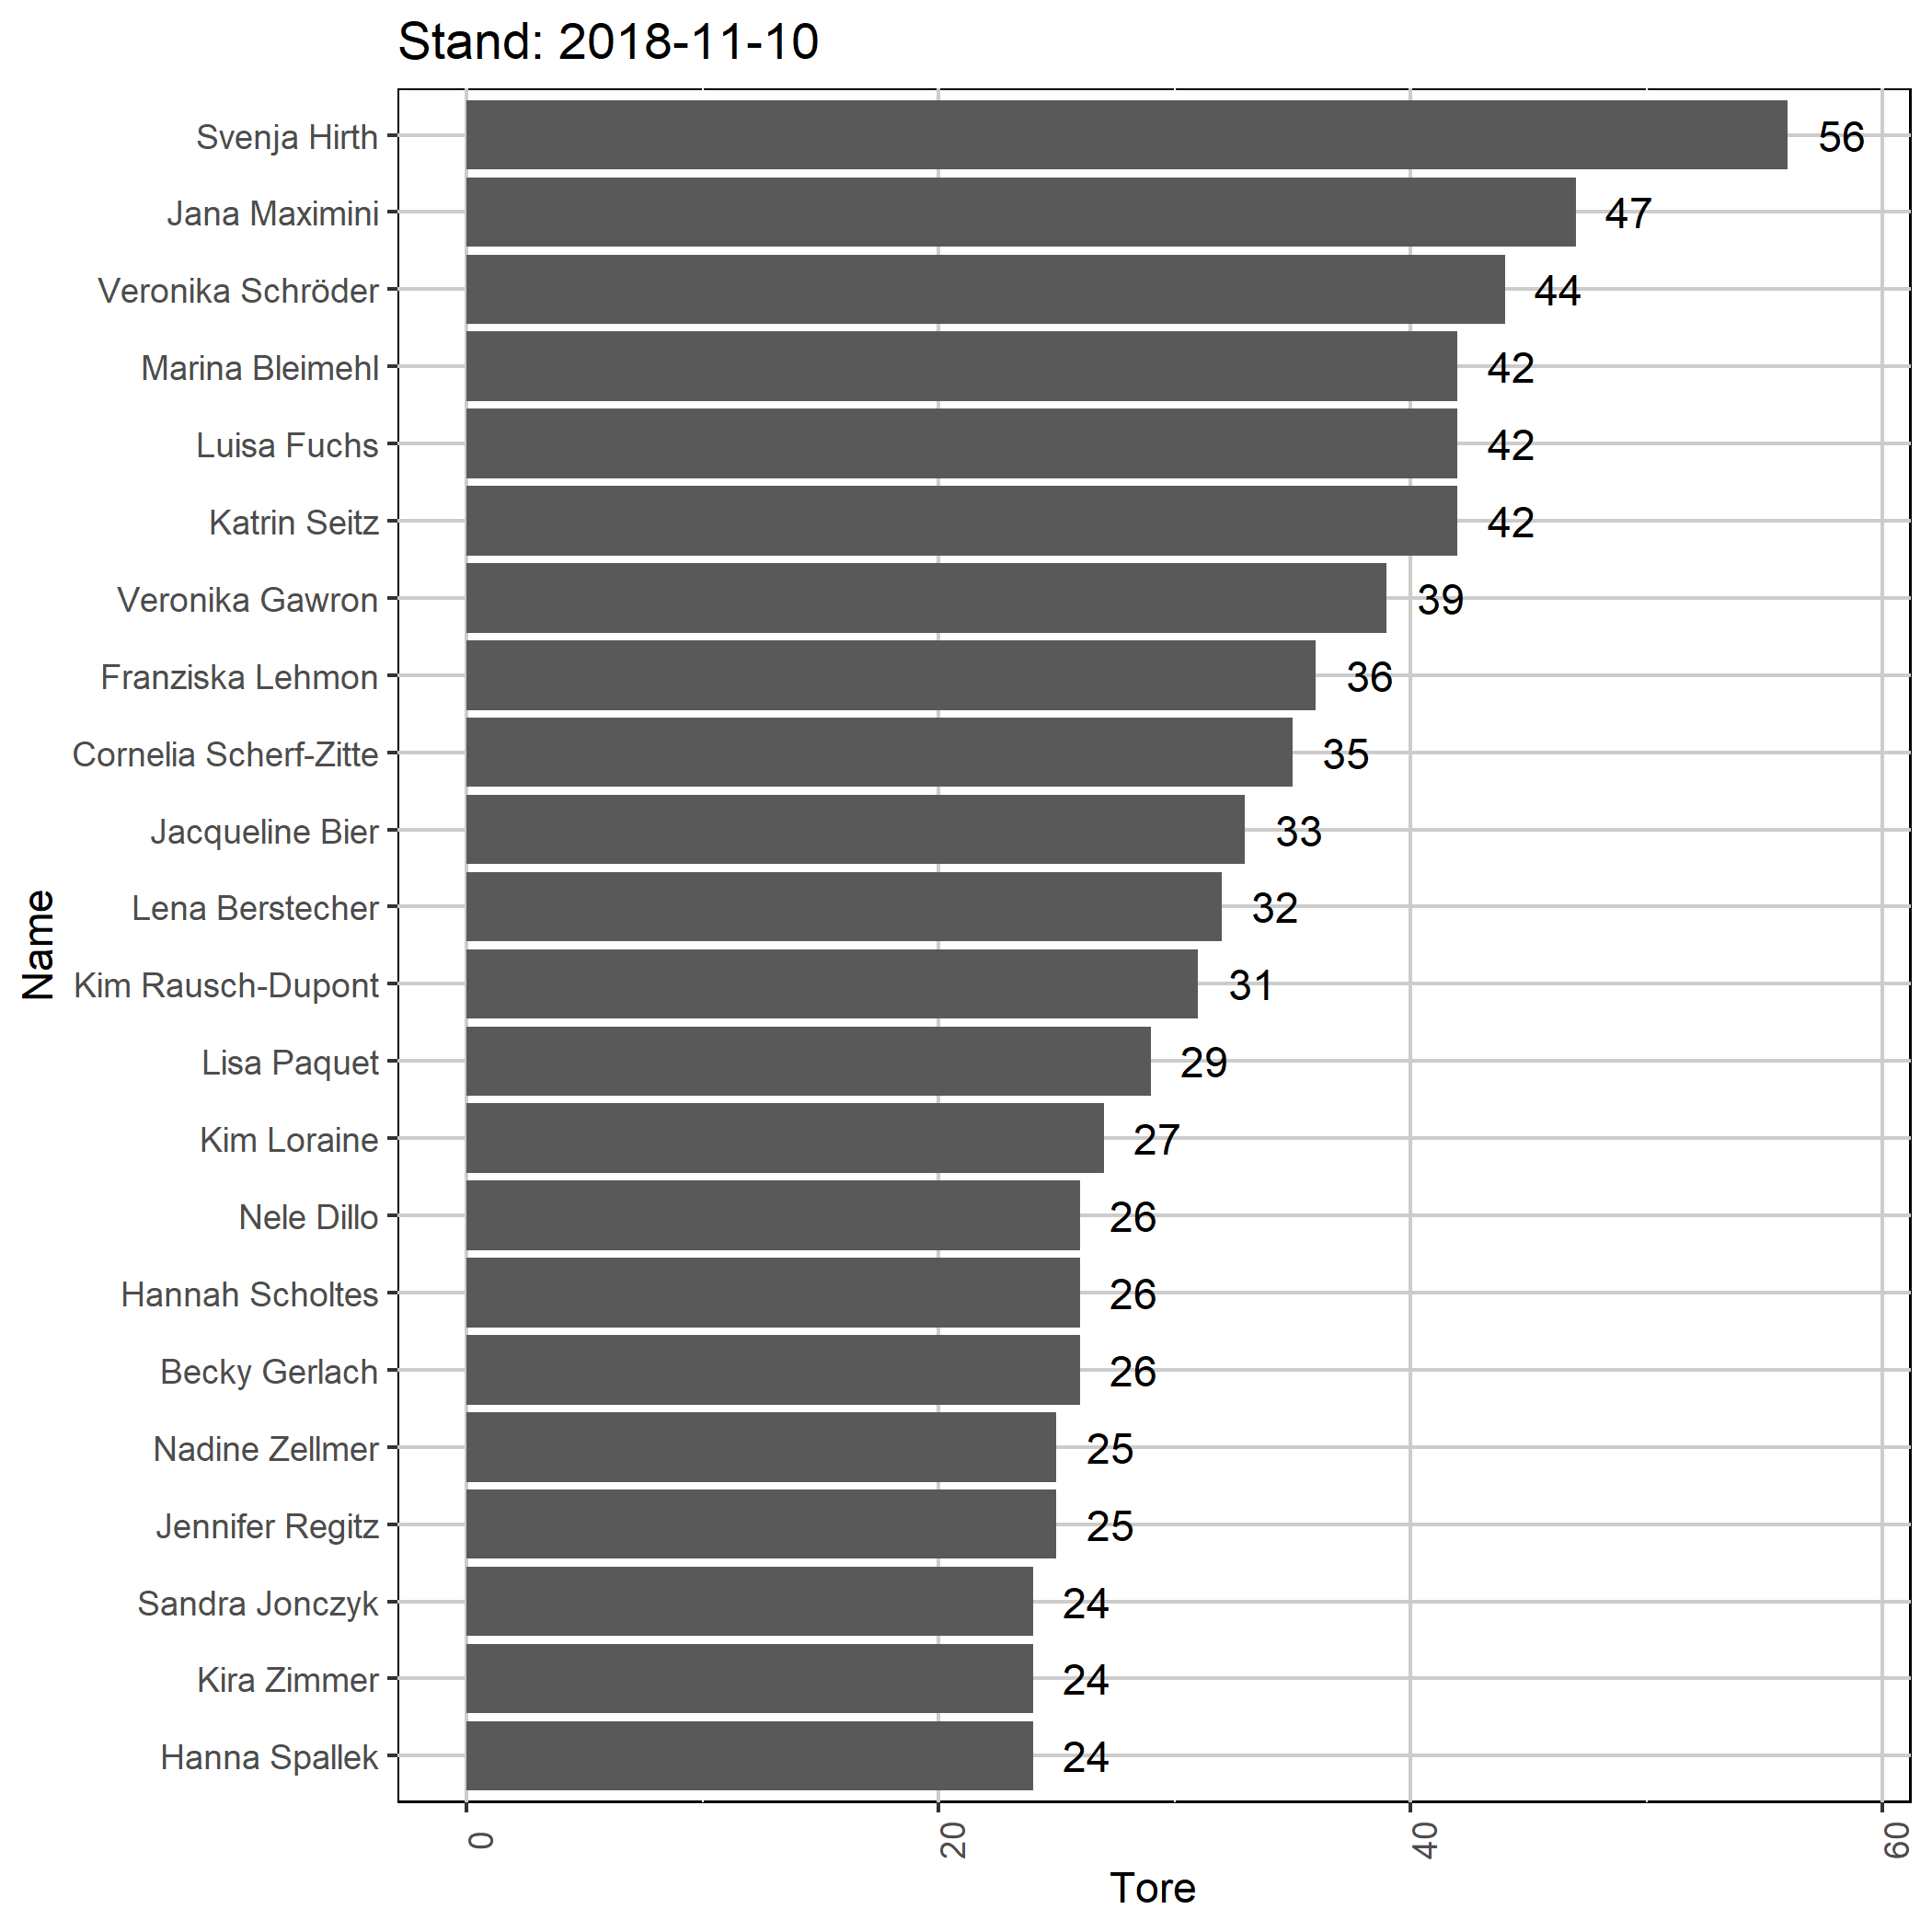 Stand: 2018-11-10
Svenja Hirth 56
Jana Maximini 47
Veronika Schröder 44
Marina Bleimehl 42
Luisa Fuchs 42
Katrin Seitz 42
Veronika Gawron 39
Franziska Lehmon 36
Cornelia Scherf-Zitte 35
Jacqueline Bier 33
Lena Berstecher 32
Kim Rausch-Dupont 31
Lisa Paquet 29
Kim Loraine 27
Nele Dillo 26
Hannah Scholtes 26
Becky Gerlach 26
Nadine Zellmer 25
Jennifer Regitz 25
Sandra Jonczyk 24
Kira Zimmer 24
Hanna Spallek 24
Name
0 20 40 60
Tore